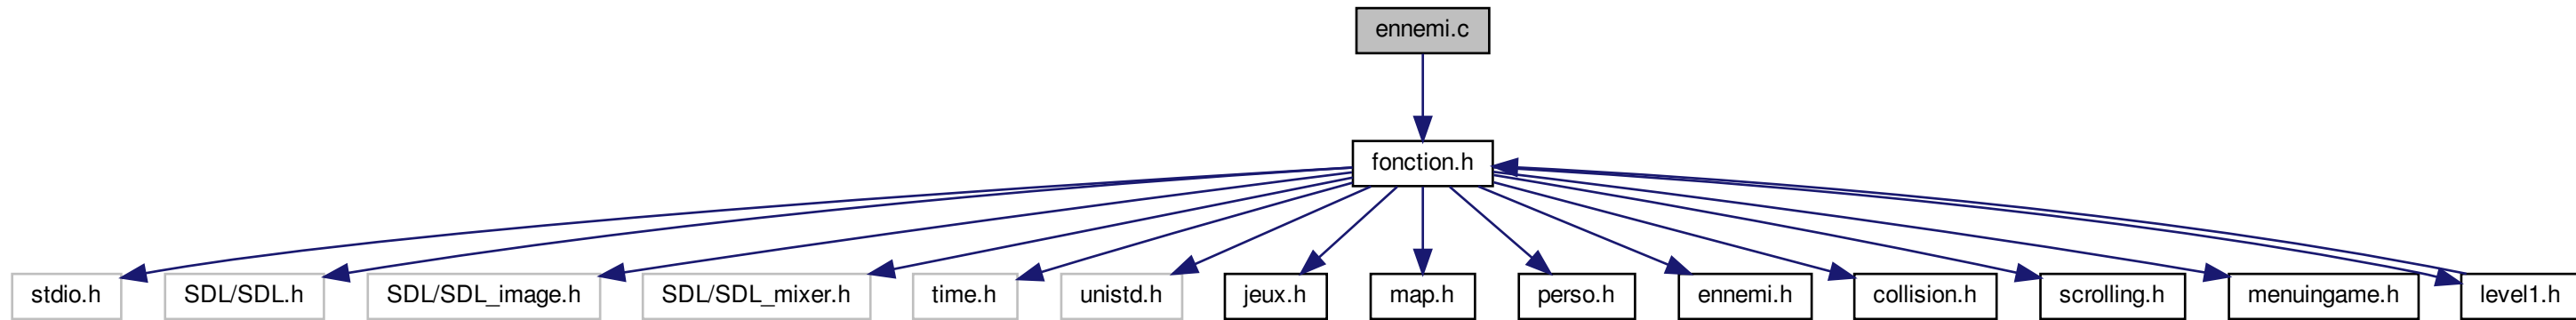 ennemi.c
fonction.h
stdio.h
SDL/SDL.h
SDL/SDL_image.h
SDL/SDL_mixer.h
time.h
unistd.h
jeux.h
map.h
perso.h
ennemi.h
collision.h
scrolling.h
menuingame.h
level1.h